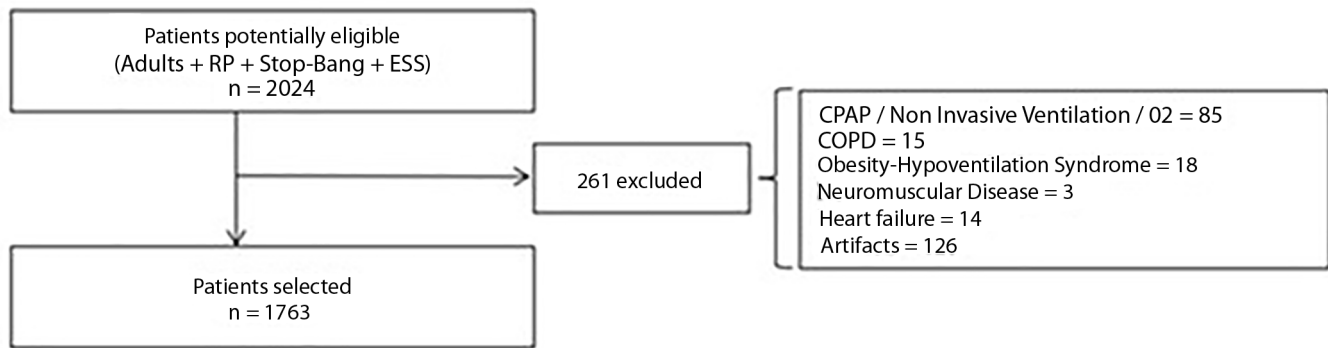 Patients potentially eligible
(Adults + RP + Stop-Bang + ESS)
n = 2024
261 excluded
CPAP / Non Invasive Ventilation / 02 = 85
COPD = 15
Obesity-Hypoventilation Syndrome = 18
Neuromuscular Disease = 3
Heart failure = 14
Artifacts = 126
Patients selected
n = 1763